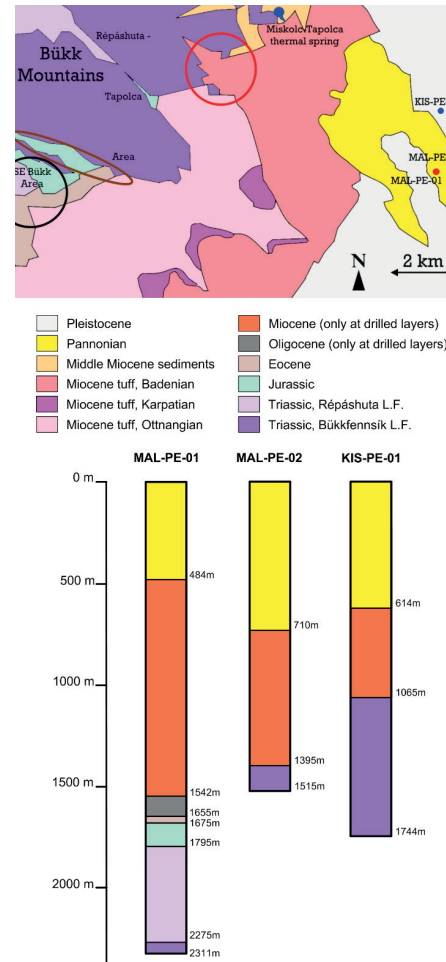 Miskolc-Tapolca
thermal spring
Répáshuta -
Bükk
Mountains
Tapolca
KIS-PE
Area
MAL-PE
SE Bükk
Area
MAL-PE-01
N
2 km
Pleistocene
Pannonian
Middle Miocene sediments
Miocene tuff, Badenian
Miocene tuff, Karpatian
Miocene tuff, Ottnangian
Miocene (only at drilled layers)
Oligocene (only at drilled layers)
Eocene
Jurassic
Triassic, Répáshuta L.F.
Triassic, Bükkfennsík L.F.
MAL-PE-01 MAL-PE-02 KIS-PE-01
0 m
484m
500 m
614m
710m
1000 m
1065m
1395m
1500 m
1515m
1542m
1655m
1675m
1744m
1795m
2000 m
2275m
2311m